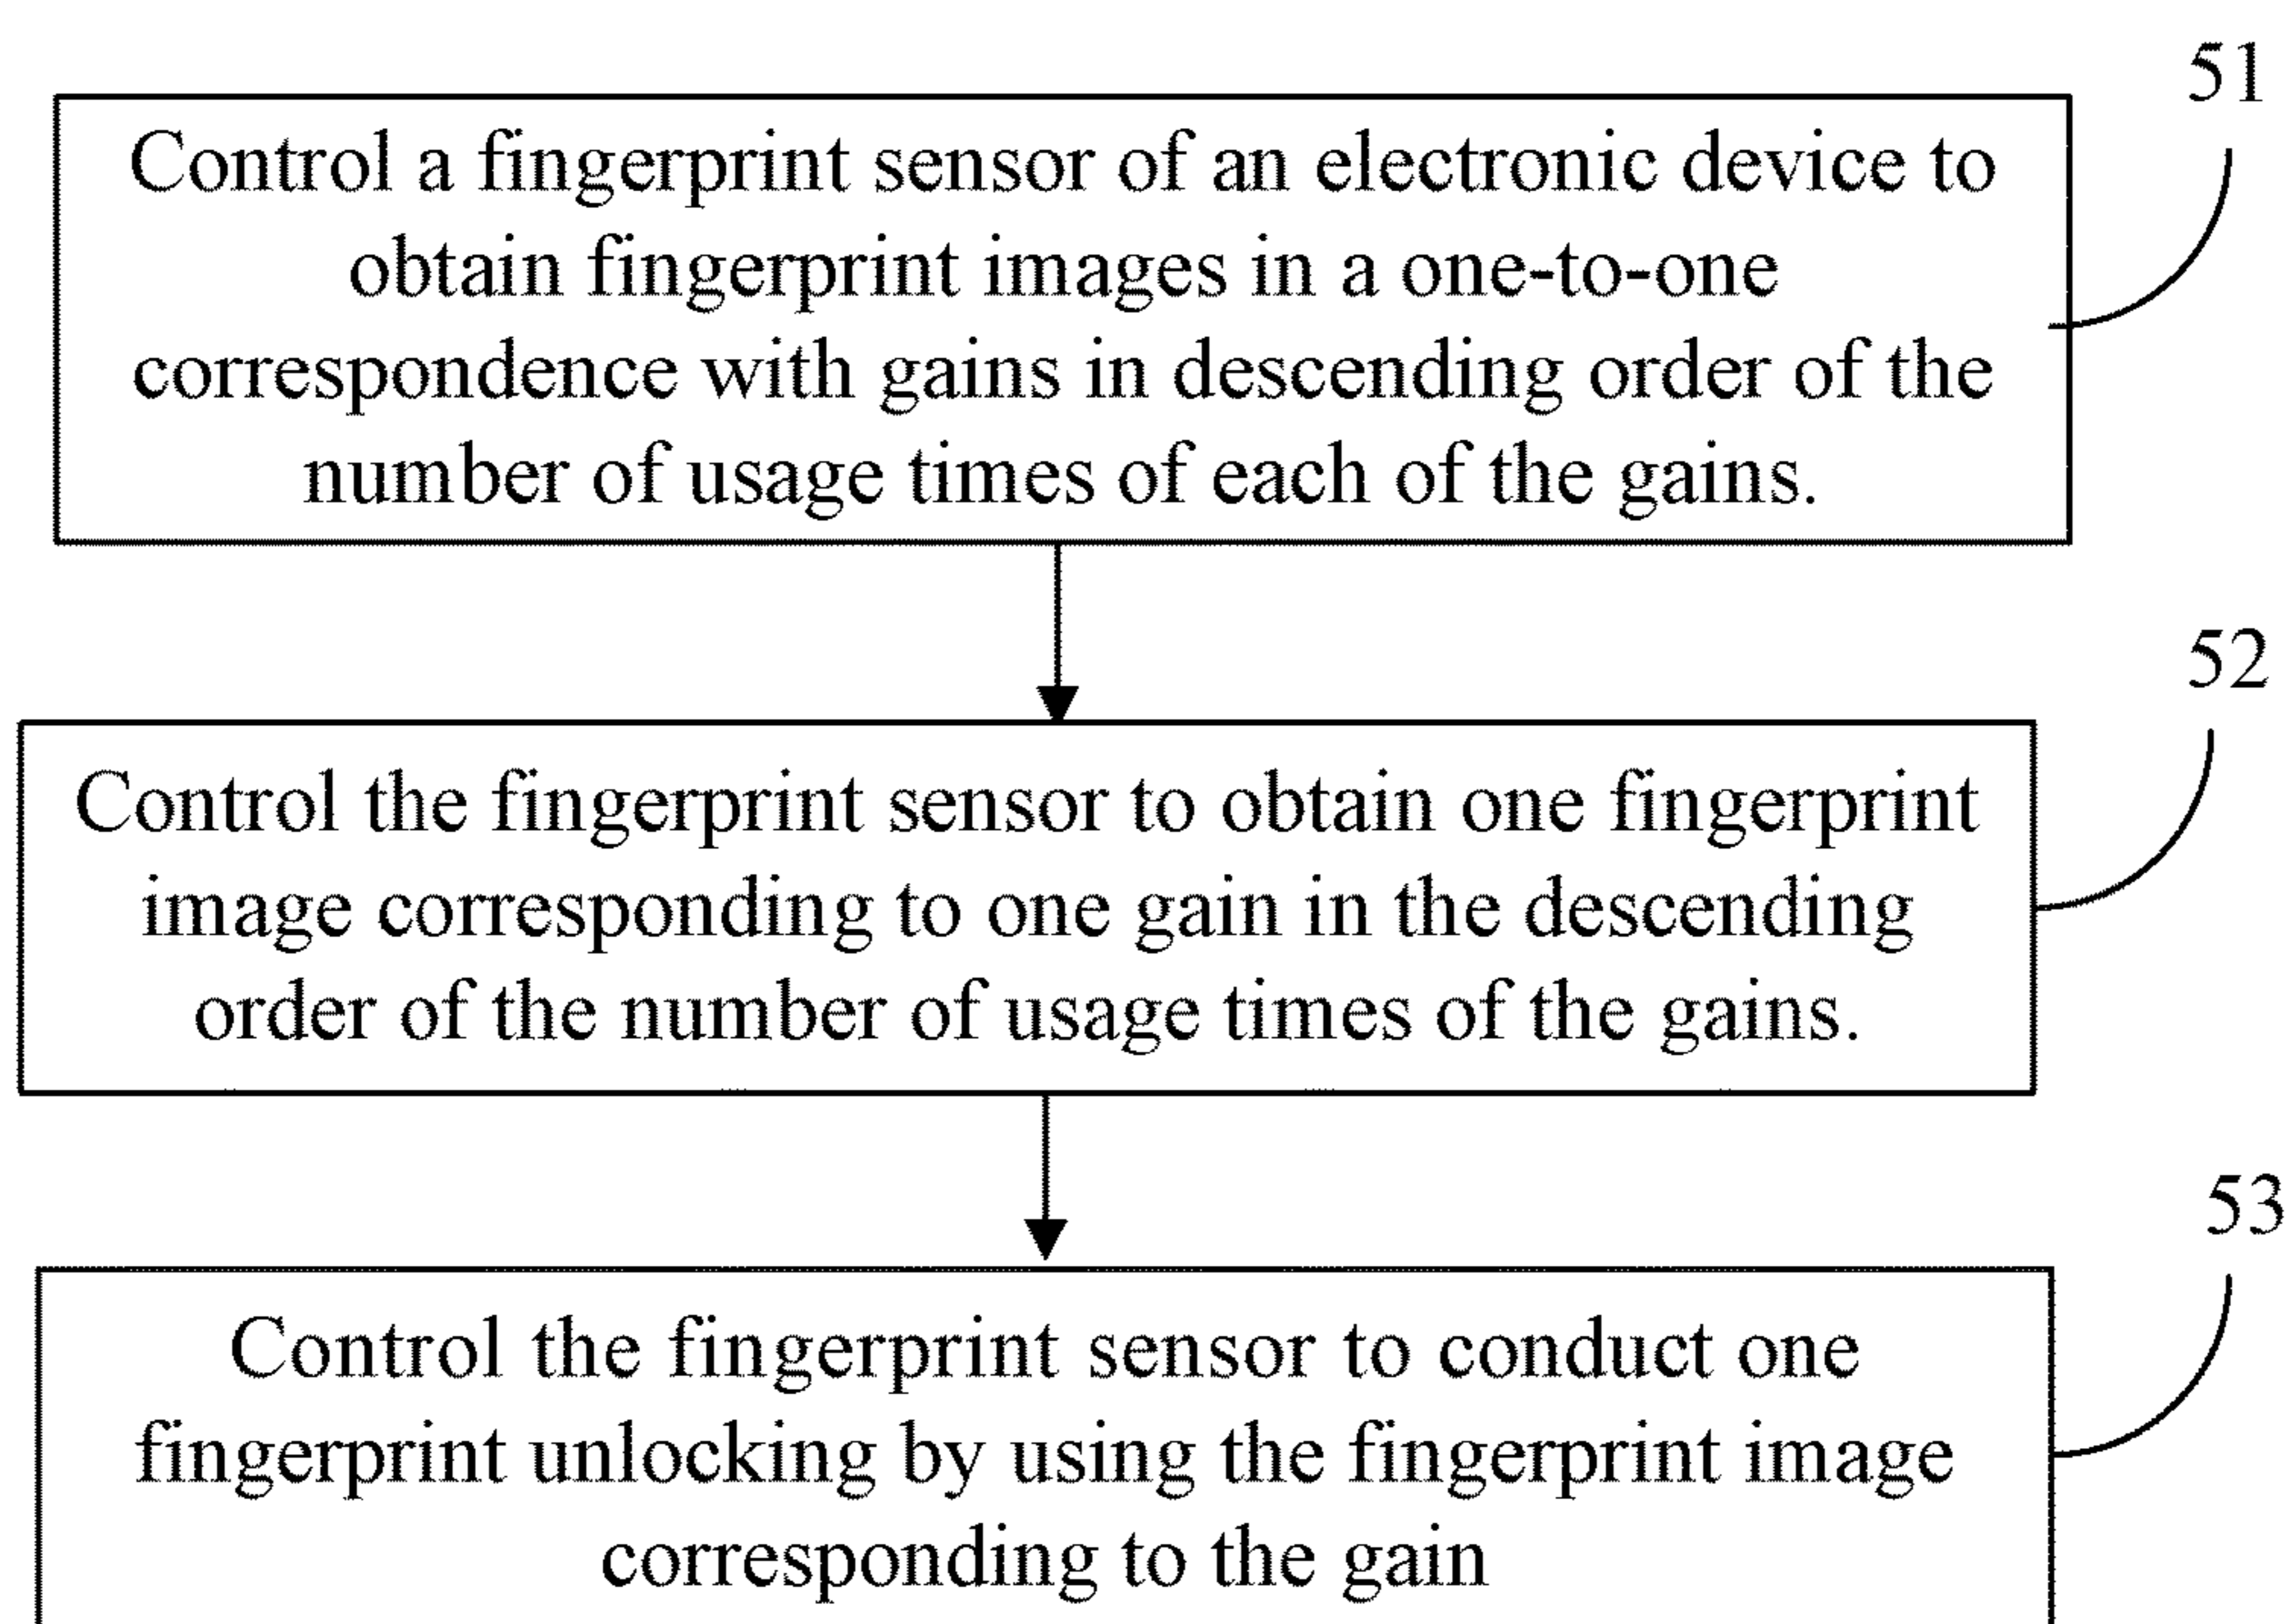 51
Control a fingerprint sensor of an electronic device to
obtain fingerprint images in a one-to-one
correspondence with gains in descending order of the
number of usage times of each of the gains.
52
Control the fingerprint sensor to obtain one fingerprint
image corresponding to one gain in the descending
order of the number of usage times of the gains.
53
Control the fingerprint sensor to conduct one
fingerprint unlocking by using the fingerprint image
corresponding to the gain